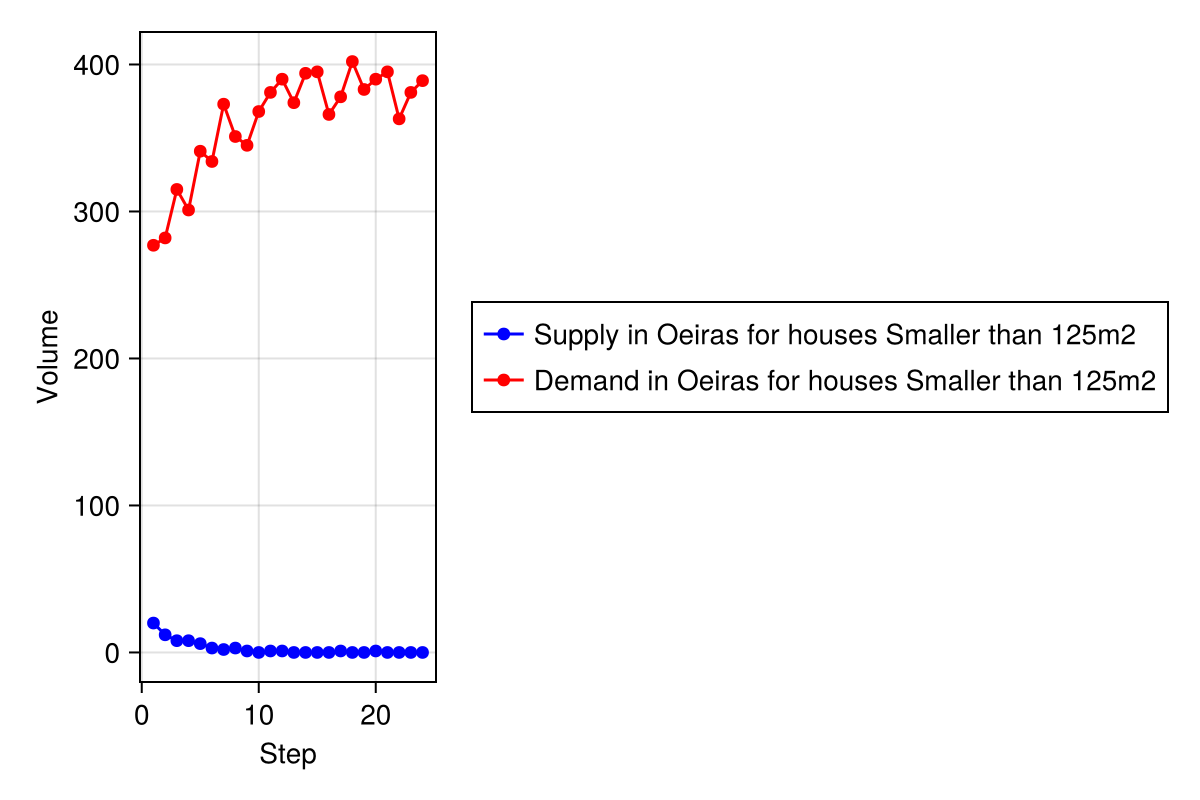 400
300
200
100
0
Volume
0 10 20
Step
Supply in Oeiras for houses Smaller than 125m2
Demand in Oeiras for houses Smaller than 125m2